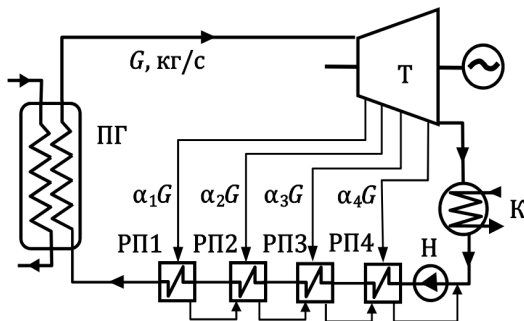 G, кг/с
Т
ПГ
α₁G
α₂G
α₃G
α₄G
К
РП1
РП2
РП3
РП4
Н